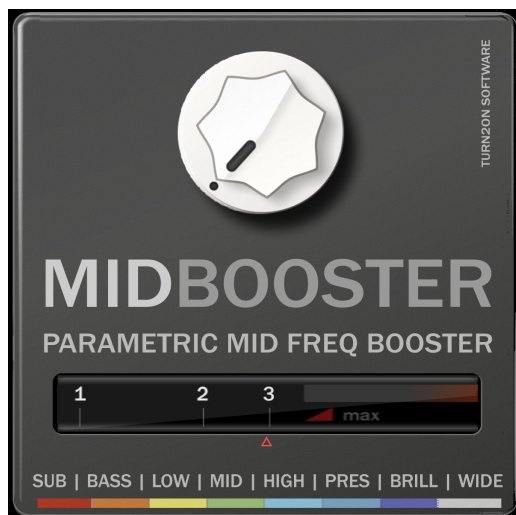 TURN2ON SOFTWARE
MIDBOOSTER
PARAMETRIC MID FREQ BOOSTER
1 2 3
max
SUB | BASS | LOW | MID | HIGH | PRES | BRILL | WIDE